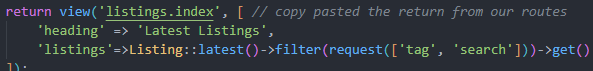 return view('listings.index', [ // copy pasted the return from our routes
'heading' => 'Latest Listings',
'listings'=>Listing::latest()->filter(request(['tag', 'search']))->get()
]);